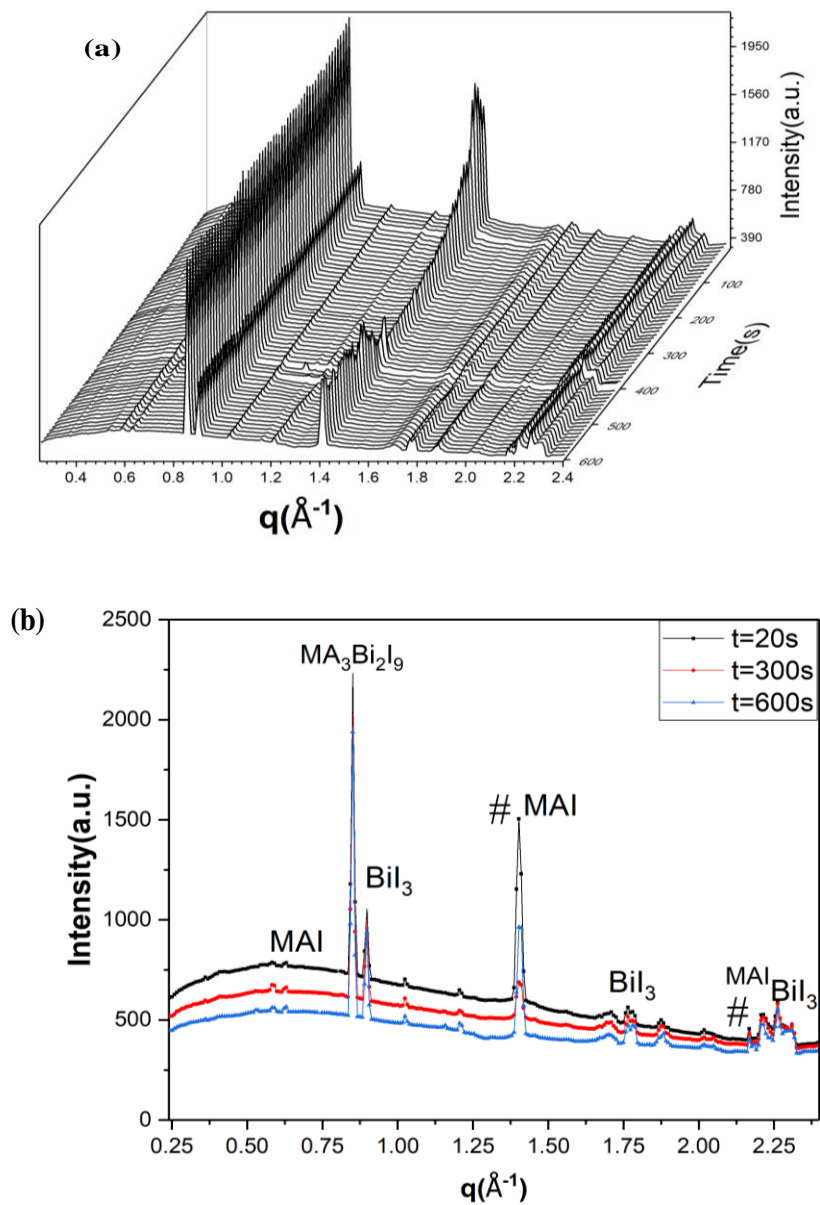 (a)
1950
1560
1170
780
390
Intensity(a.u.)
100
200
300
400
500
600
Time(s)
0.4 0.6 0.8 1.0 1.2 1.4 1.6 1.8 2.0 2.2 2.4
q(Å⁻¹)
(b)
2500
2000
1500
1000
500
0
Intensity(a.u.)
t=20s
t=300s
t=600s
MA₃Bi₂I₉
# MAI
BiI₃
MAI
BiI₃
MAI
#
BiI₃
0.25 0.50 0.75 1.00 1.25 1.50 1.75 2.00 2.25
q(Å⁻¹)